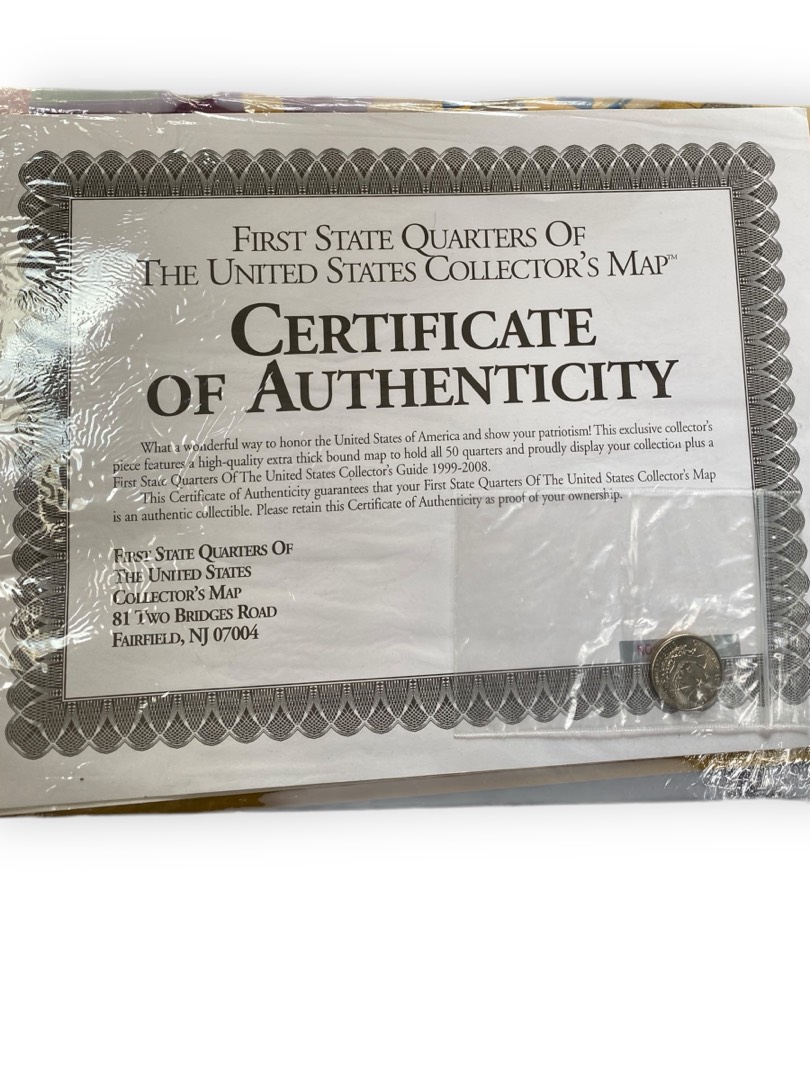 FIRST STATE QUARTERS OF
THE UNITED STATES COLLECTOR'S MAP™
CERTIFICATE
OF AUTHENTICITY
What a wonderful way to honor the United States of America and show your patriotism! This exclusive collector's
piece features a high-quality extra thick bound map to hold all 50 quarters and proudly display your collection plus a
First State Quarters Of The United States Collector's Guide 1999-2008.
This Certificate of Authenticity guarantees that your First State Quarters Of The United States Collector's Map
is an authentic collectible. Please retain this Certificate of Authenticity as proof of your ownership.
FIRST STATE QUARTERS OF
THE UNITED STATES
COLLECTOR'S MAP
81 TWO BRIDGES ROAD
FAIRFIELD, NJ 07004